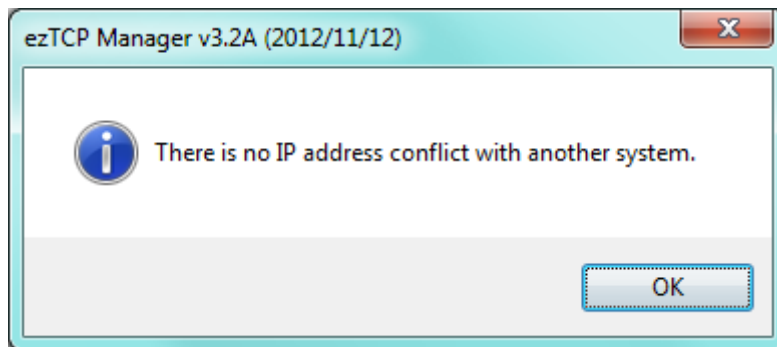 ezTCP Manager v3.2A (2012/11/12)
There is no IP address conflict with another system.
OK